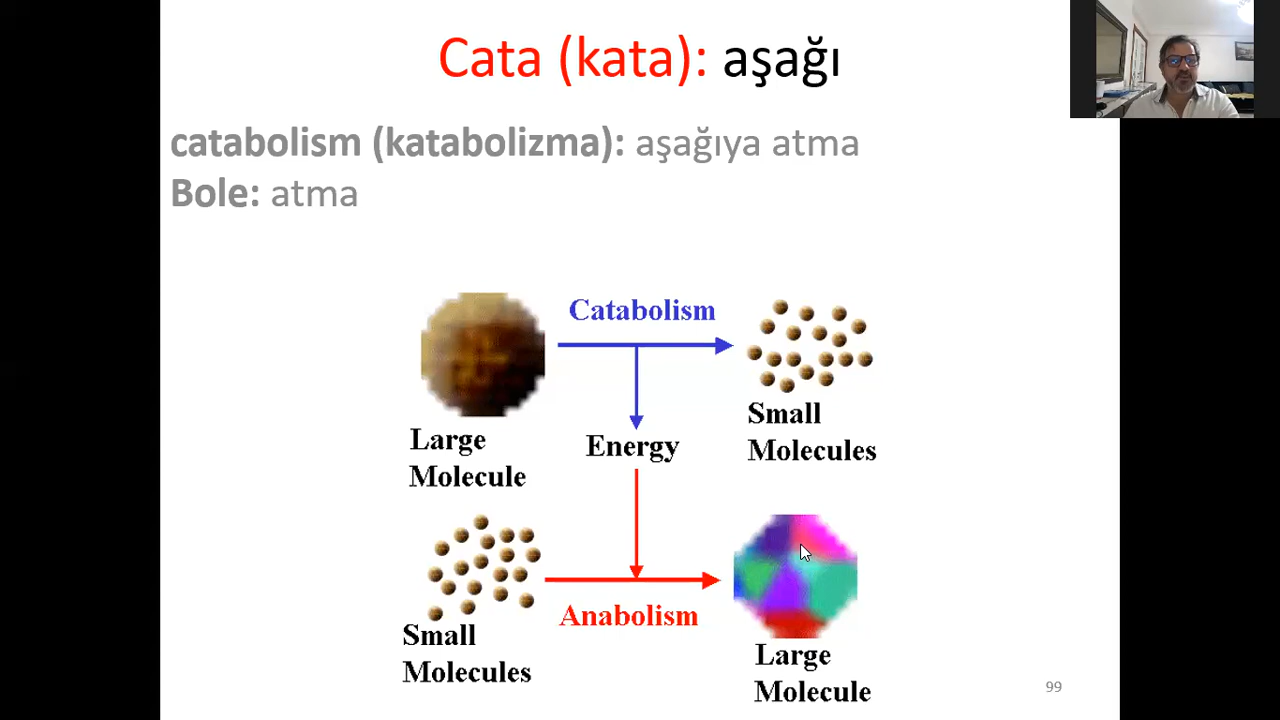 Cata (kata): aşağı
catabolism (katabolizma): aşağıya atma
Bole: atma
Catabolism
Large
Molecule
Energy
Small
Molecules
Small
Molecules
Anabolism
Large
Molecule
99